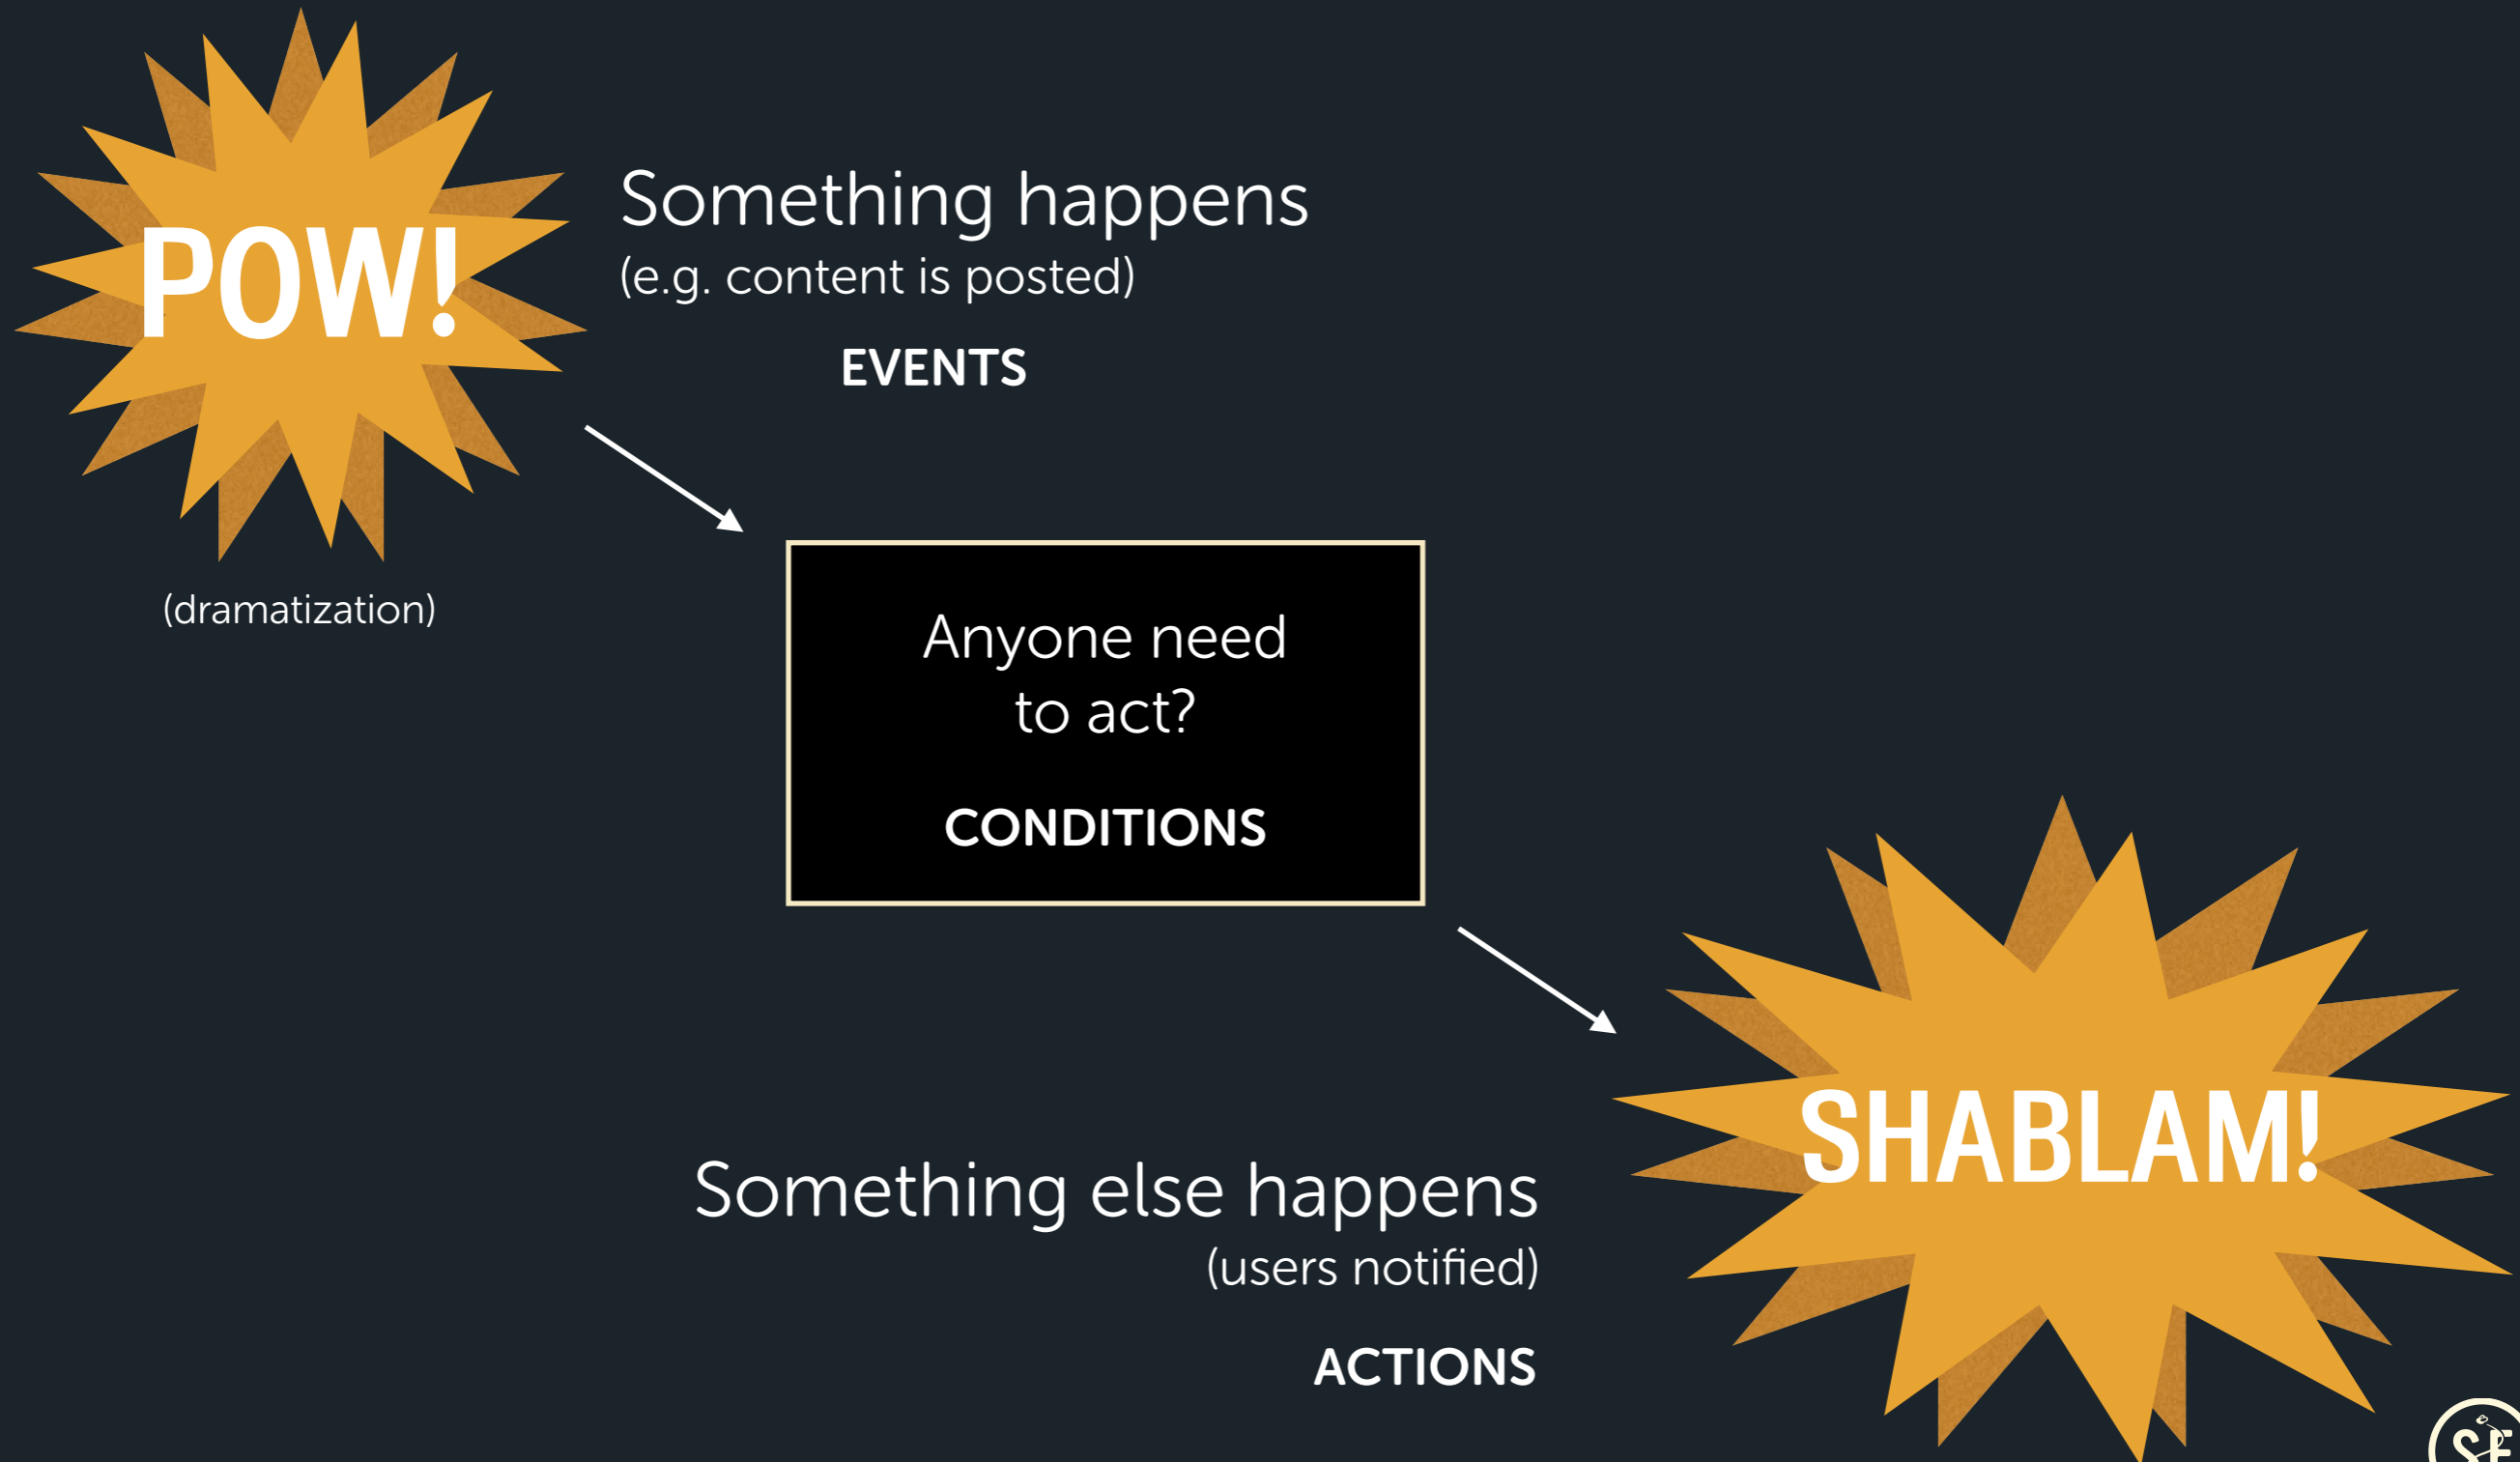 POW!
Something happens
(e.g. content is posted)
EVENTS
(dramatization)
Anyone need
to act?
CONDITIONS
SHABLAM!
Something else happens
(users notified)
ACTIONS